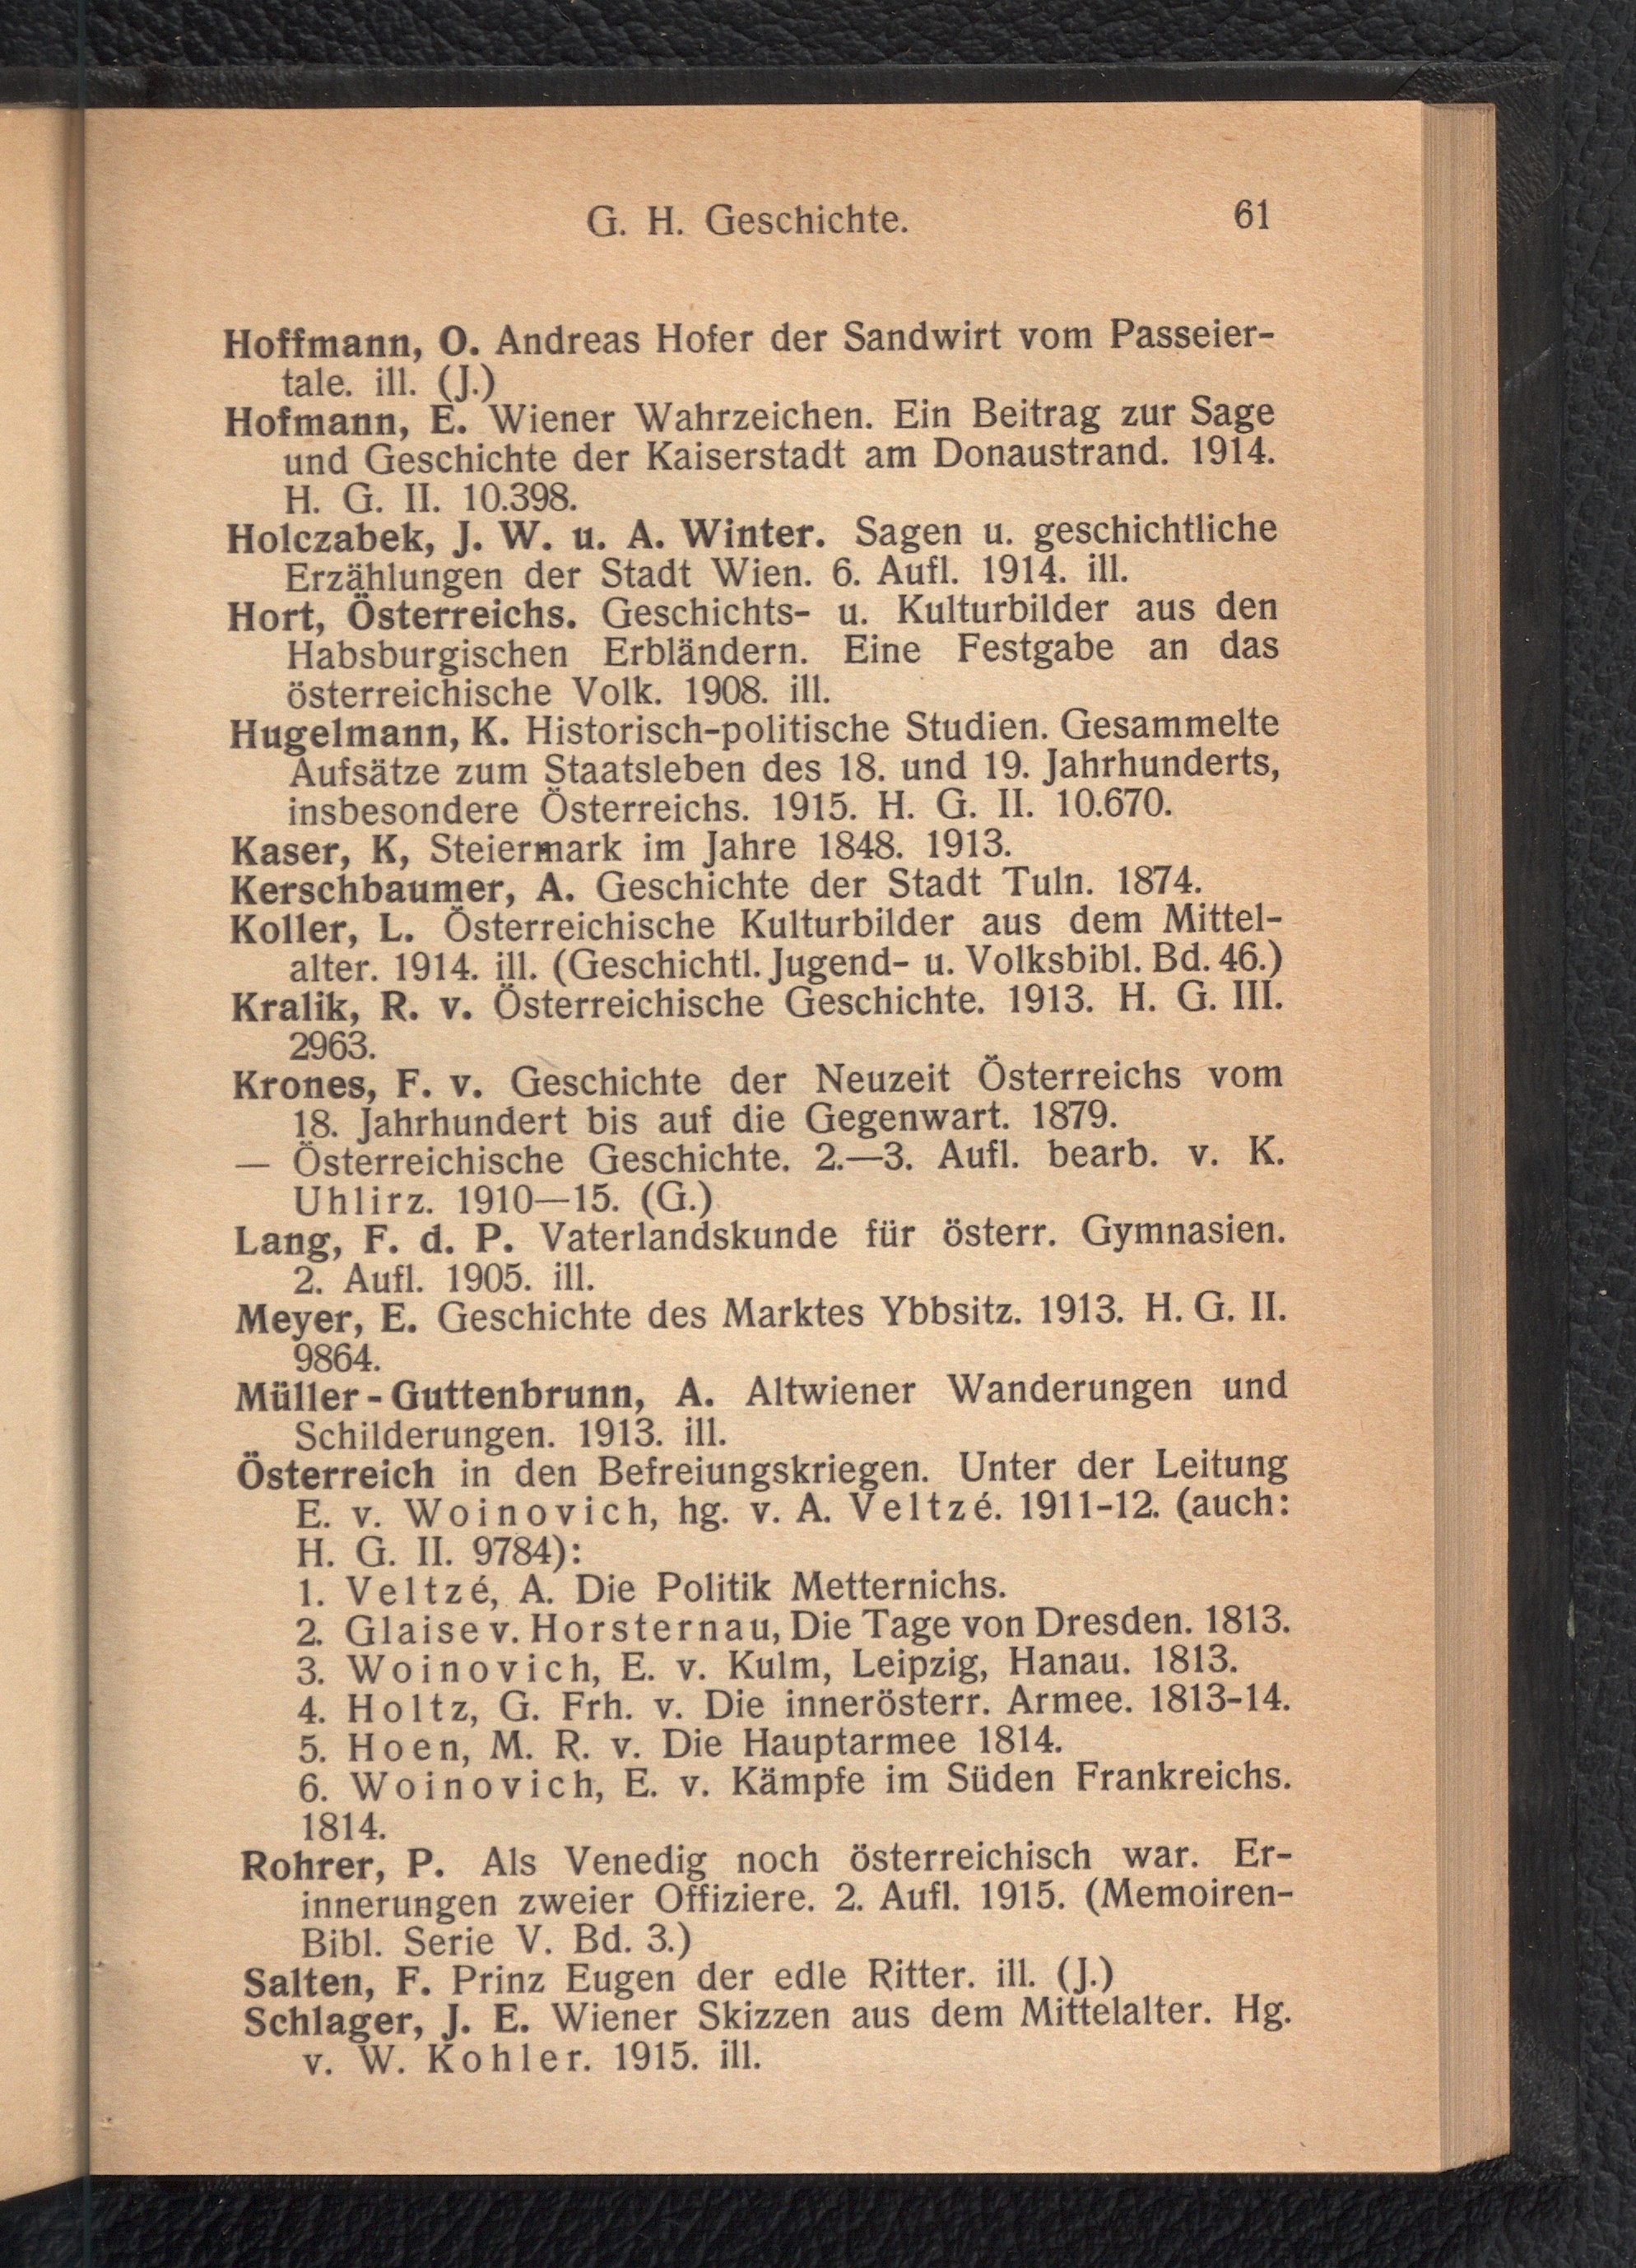 G. H. Geschichte. 61
Hoffmann, O. Andreas Hofer der Sandwirt vom Passeier-
tale. ill. (J.)
Hofmann, E. Wiener Wahrzeichen. Ein Beitrag zur Sage
und Geschichte der Kaiserstadt am Donaustrand. 1914.
H. G. II. 10.398.
Holczabek, J. W. u. A. Winter. Sagen u. geschichtliche
Erzählungen der Stadt Wien. 6. Aufl. 1914. ill.
Hort, Österreichs. Geschichts- u. Kulturbilder aus den
Habsburgischen Erbländern. Eine Festgabe an das
österreichische Volk. 1908. ill.
Hugelmann, K. Historisch-politische Studien. Gesammelte
Aufsätze zum Staatsleben des 18. und 19. Jahrhunderts,
insbesondere Österreichs. 1915. H. G. II. 10.670.
Kaser, K, Steiermark im Jahre 1848. 1913.
Kerschbaumer, A. Geschichte der Stadt Tuln. 1874.
Koller, L. Österreichische Kulturbilder aus dem Mittel-
alter. 1914. ill. (Geschichtl. Jugend- u. Volksbibl. Bd. 46.)
Kralik, R. v. Österreichische Geschichte. 1913. H. G. III.
2963.
Krones, F. v. Geschichte der Neuzeit Österreichs vom
18. Jahrhundert bis auf die Gegenwart. 1879.
— Österreichische Geschichte. 2.—3. Aufl. bearb. v. K.
Uhlirz. 1910—15. (G.)
Lang, F. d. P. Vaterlandskunde für österr. Gymnasien.
2. Aufl. 1905. ill.
Meyer, E. Geschichte des Marktes Ybbsitz. 1913. H. G. II.
9864.
Müller-Guttenbrunn, A. Altwiener Wanderungen und
Schilderungen. 1913. ill.
Österreich in den Befreiungskriegen. Unter der Leitung
E. v. Woinovich, hg. v. A. Veltzé. 1911-12. (auch:
H. G. II. 9784):
1. Veltzé, A. Die Politik Metternichs.
2. Glaise v. Horsternau, Die Tage von Dresden. 1813.
3. Woinovich, E. v. Kulm, Leipzig, Hanau. 1813.
4. Holtz, G. Frh. v. Die innerösterr. Armee. 1813-14.
5. Hoen, M. R. v. Die Hauptarmee 1814.
6. Woinovich, E. v. Kämpfe im Süden Frankreichs.
1814.
Rohrer, P. Als Venedig noch österreichisch war. Er-
innerungen zweier Offiziere. 2. Aufl. 1915. (Memoiren-
Bibl. Serie V. Bd. 3.)
Salten, F. Prinz Eugen der edle Ritter. ill. (J.)
Schlager, J. E. Wiener Skizzen aus dem Mittelalter. Hg.
v. W. Kohler. 1915. ill.